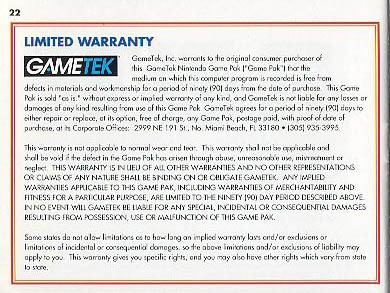 22
LIMITED WARRANTY
GAMETEK
GameTek, Inc. warrants to the original consumer purchaser of
this GameTek Nintendo Game Pak ("Game Pak") that the
medium on which this computer program is recorded is free from
defects in materials and workmanship for a period of ninety (90) days from the date of purchase. This Game
Pak is sold "as is," without express or implied warranty of any kind, and GameTek is not liable for any losses or
damages of any kind resulting from use of this Game Pak. GameTek agrees for a period of ninety (90) days to
either repair or replace, at its option, free of charge, any Game Pak, postage paid, with proof of date of
purchase, at its Corporate Offices: 2999 NE 191 St., No. Miami Beach, FL 33180 • (305) 935-3995.
This warranty is not applicable to normal wear and tear. This warranty shall not be applicable and
shall be void if the defect in the Game Pak has arisen through abuse, unreasonable use, mistreatment or
neglect. THIS WARRANTY IS IN LIEU OF ALL OTHER WARRANTIES AND NO OTHER REPRESENTATIONS
OR CLAIMS OF ANY NATURE SHALL BE BINDING ON OR OBLIGATE GAMETEK. ANY IMPLIED
WARRANTIES APPLICABLE TO THIS GAME PAK, INCLUDING WARRANTIES OF MERCHANTABILITY AND
FITNESS FOR A PARTICULAR PURPOSE, ARE LIMITED TO THE NINETY (90) DAY PERIOD DESCRIBED ABOVE.
IN NO EVENT WILL GAMETEK BE LIABLE FOR ANY SPECIAL, INCIDENTAL OR CONSEQUENTIAL DAMAGES
RESULTING FROM POSSESSION, USE OR MALFUNCTION OF THIS GAME PAK.
Some states do not allow limitations as to how long an implied warranty lasts and/or exclusions or
limitations of incidental or consequential damages, so the above limitations and/or exclusions of liability may
apply to you. This warranty gives you specific rights, and you may also have other rights which vary from state
to state.